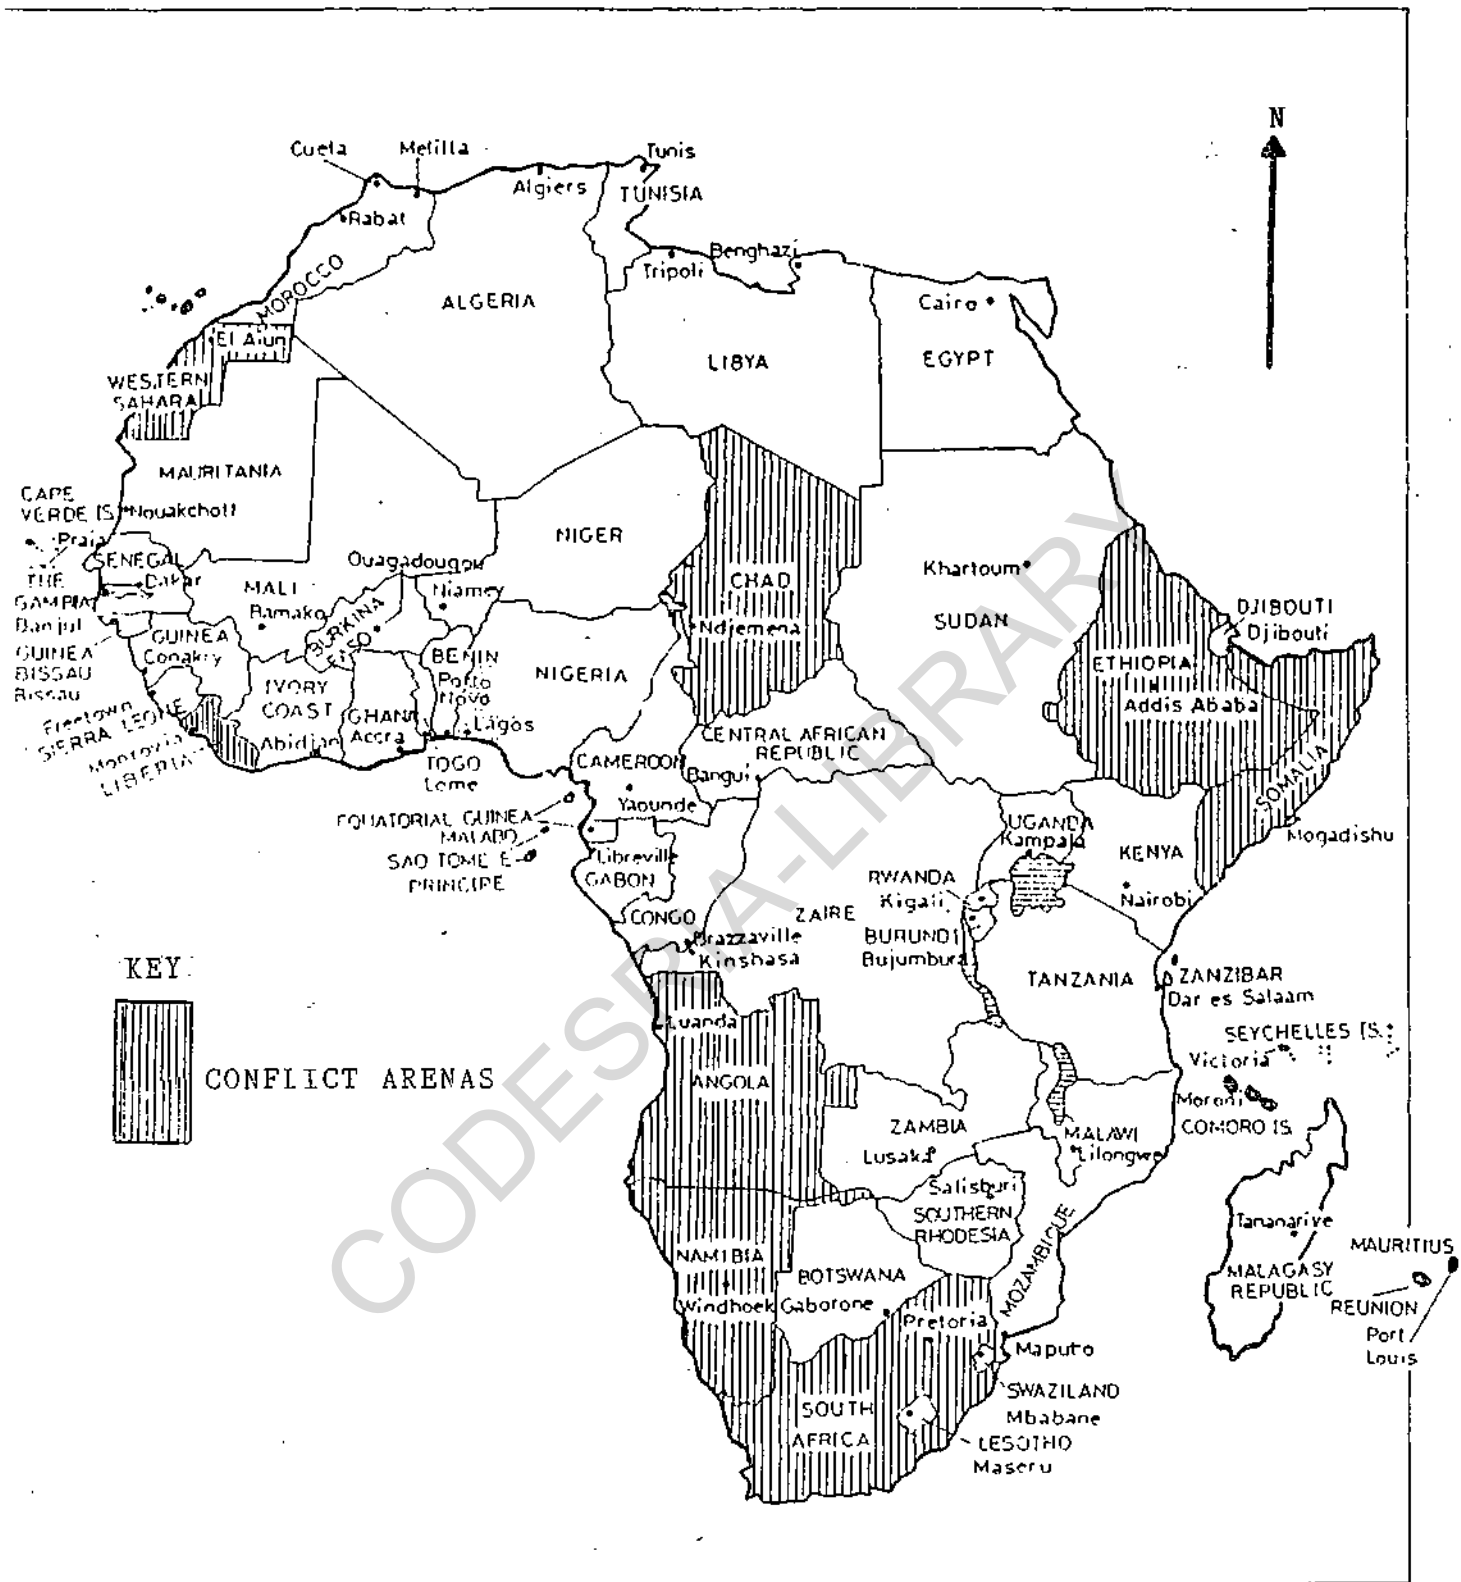 N
Cueta
Melilla
Tunis
Algiers
TUNISIA
Rabat
Benghazi
Tripoli
MOROCCO
ALGERIA
Cairo
El Aiun
LIBYA
EGYPT
WESTERN
SAHARA
MAURITANIA
CAPE
VERDE IS
Nouakchott
Praia
NIGER
SENEGAL
Dakar
Ouagadougou
THE
GAMBIA
Banjul
MALI
Bamako
Niamey
CHAD
Khartoum
BURKINA
FASO
Ndjemena
SUDAN
DJIBOUTI
Djibouti
GUINEA
Conakry
GUINEA
BISSAU
Bissau
BENIN
Porto
Novo
NIGERIA
ETHIOPIA
Addis Ababa
IVORY
COAST
Abidjan
GHANA
Accra
Lagos
Freetown
SIERRA LEONE
Monrovia
LIBERIA
TOGO
Lome
CENTRAL AFRICAN
REPUBLIC
CAMEROON
Bangui
Yaounde
SOMALIA
Mogadishu
EQUATORIAL GUINEA
MALABO
SAO TOME E
PRINCIPE
Libreville
GABON
UGANDA
Kampala
KENYA
Nairobi
RWANDA
Kigali
ZAIRE
CONGO
Brazzaville
Kinshasa
BURUNDI
Bujumbura
TANZANIA
ZANZIBAR
Dar es Salaam
KEY
CONFLICT ARENAS
Luanda
ANGOLA
SEYCHELLES IS.
Victoria
Moroni
COMORO IS
ZAMBIA
Lusaka
MALAWI
Lilongwe
Salisburi
SOUTHERN
RHODESIA
MOZAMBIQUE
Tananarive
MALAGASY
REPUBLIC
MAURITIUS
REUNION
Port
Louis
NAMIBIA
Windhoek
BOTSWANA
Gaborone
Pretoria
Maputo
SWAZILAND
Mbabane
SOUTH
AFRICA
LESOTHO
Maseru
CODESRIA-LIBRARY